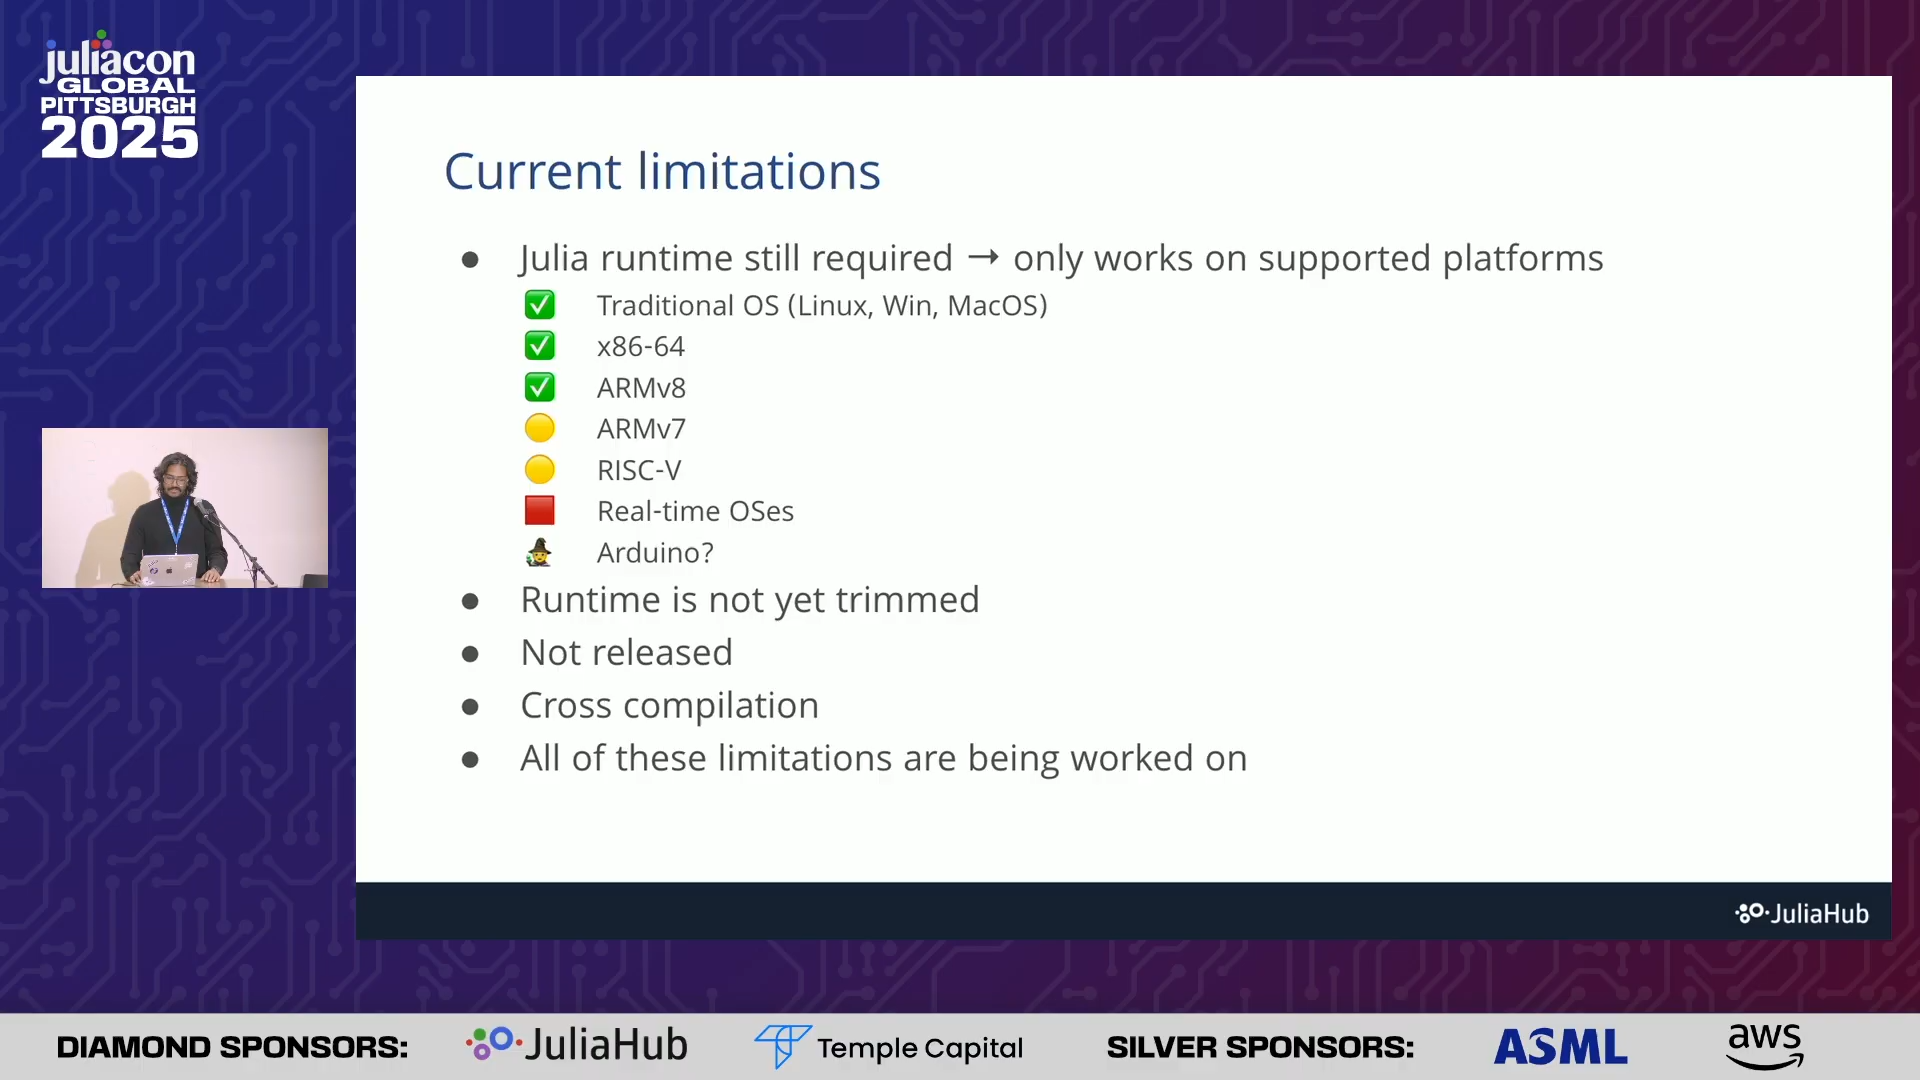 juliacon
GLOBAL
PITTSBURGH
2025
Current limitations
● Julia runtime still required → only works on supported platforms
✅ Traditional OS (Linux, Win, MacOS)
✅ x86-64
✅ ARMv8
🟡 ARMv7
🟡 RISC-V
🟥 Real-time OSes
Arduino?
● Runtime is not yet trimmed
● Not released
● Cross compilation
● All of these limitations are being worked on
JuliaHub
DIAMOND SPONSORS: JuliaHub Temple Capital SILVER SPONSORS: ASML aws